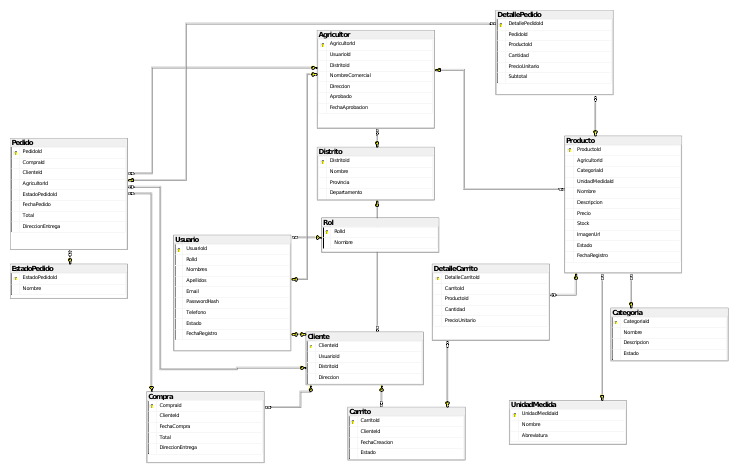 DetallePedido
DetallePedidoId
PedidoId
ProductoId
Cantidad
PrecioUnitario
Subtotal
Agricultor
AgricultorId
UsuarioId
DistritoId
NombreComercial
Direccion
Aprobado
FechaAprobacion
Pedido
PedidoId
CompraId
ClienteId
AgricultorId
EstadoPedidoId
FechaPedido
Total
DireccionEntrega
Distrito
DistritoId
Nombre
Provincia
Departamento
Producto
ProductoId
AgricultorId
CategoriaId
UnidadMedidaId
Nombre
Descripcion
Precio
Stock
ImagenUrl
Estado
FechaRegistro
Rol
RolId
Nombre
Usuario
UsuarioId
RolId
Nombres
Apellidos
Email
PasswordHash
Telefono
Estado
FechaRegistro
EstadoPedido
EstadoPedidoId
Nombre
DetalleCarrito
DetalleCarritoId
CarritoId
ProductoId
Cantidad
PrecioUnitario
Categoria
CategoriaId
Nombre
Descripcion
Estado
Cliente
ClienteId
UsuarioId
DistritoId
Direccion
Compra
CompraId
ClienteId
FechaCompra
Total
DireccionEntrega
Carrito
CarritoId
ClienteId
FechaCreacion
Estado
UnidadMedida
UnidadMedidaId
Nombre
Abreviatura